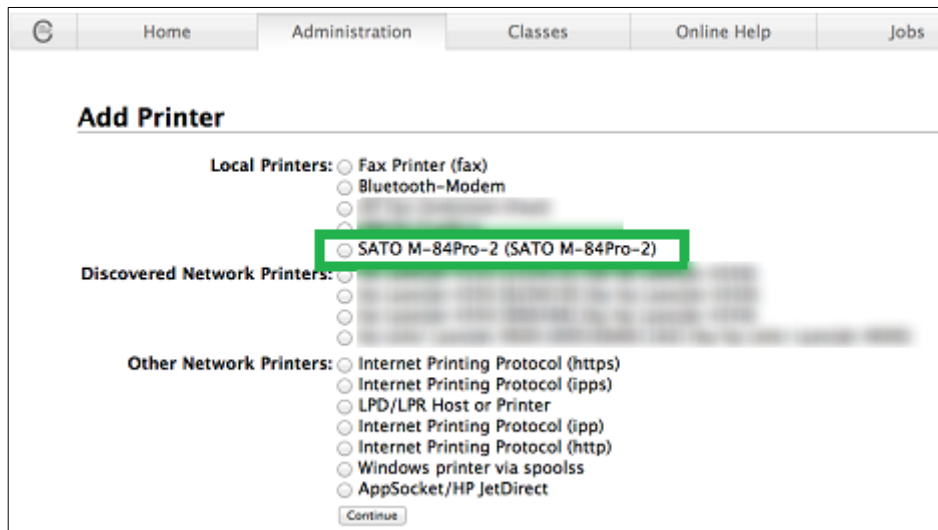 Home Administration Classes Online Help Jobs
Add Printer
Local Printers: Fax Printer (fax)
Bluetooth-Modem
SATO M-84Pro-2 (SATO M-84Pro-2)
Discovered Network Printers:
Other Network Printers: Internet Printing Protocol (https)
Internet Printing Protocol (ipps)
LPD/LPR Host or Printer
Internet Printing Protocol (ipp)
Internet Printing Protocol (http)
Windows printer via spoolss
AppSocket/HP JetDirect
Continue